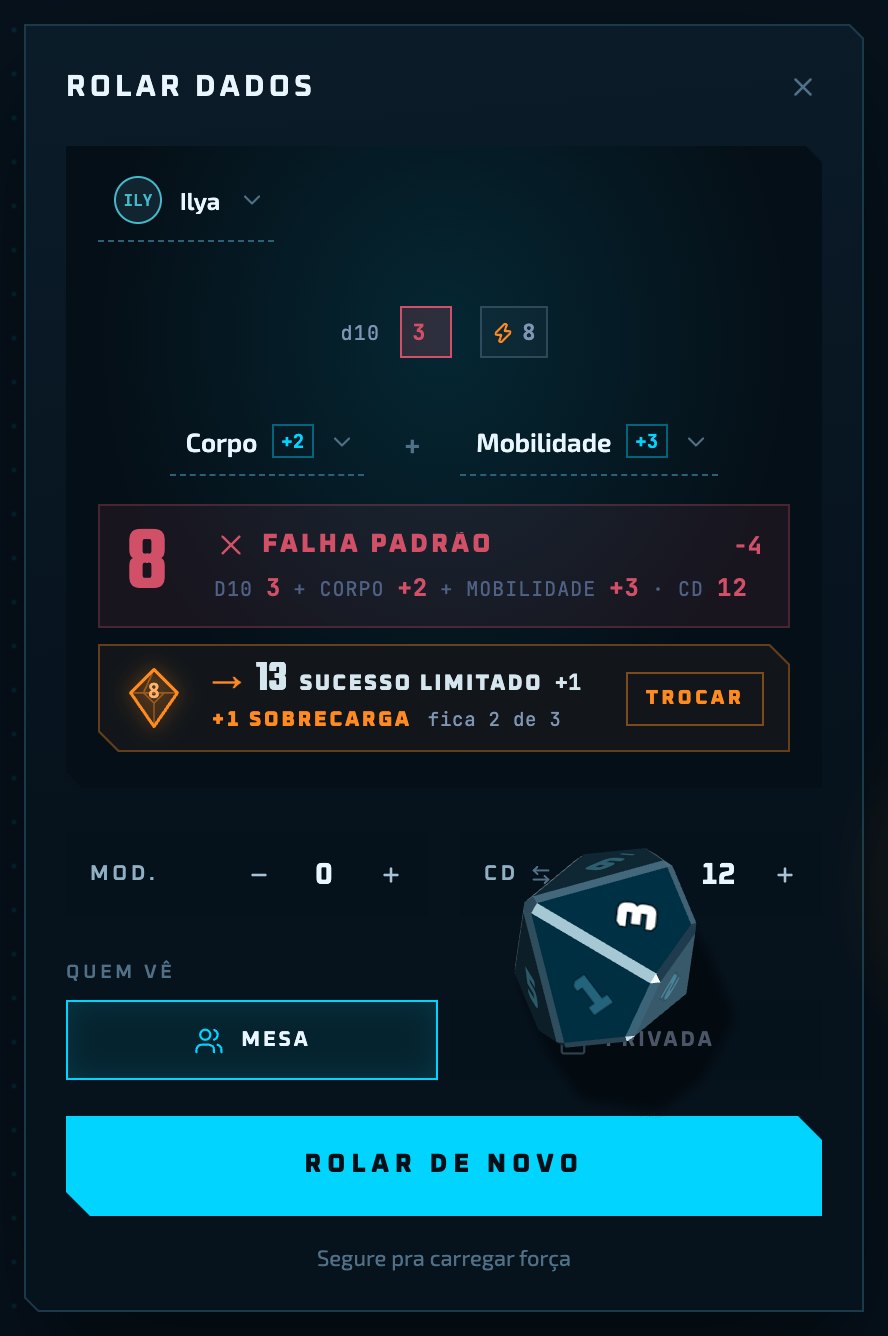 ROLAR DADOS
ILY Ilya
d10 3 8
Corpo +2 + Mobilidade +3
8 FALHA PADRÃO -4
D10 3 + CORPO +2 + MOBILIDADE +3 · CD 12
8 → 13 SUCESSO LIMITADO +1
+1 SOBRECARGA fica 2 de 3
TROCAR
MOD. − 0 + CD 12 +
3
1
QUEM VÊ
MESA
ROLAR DE NOVO
Segure pra carregar força